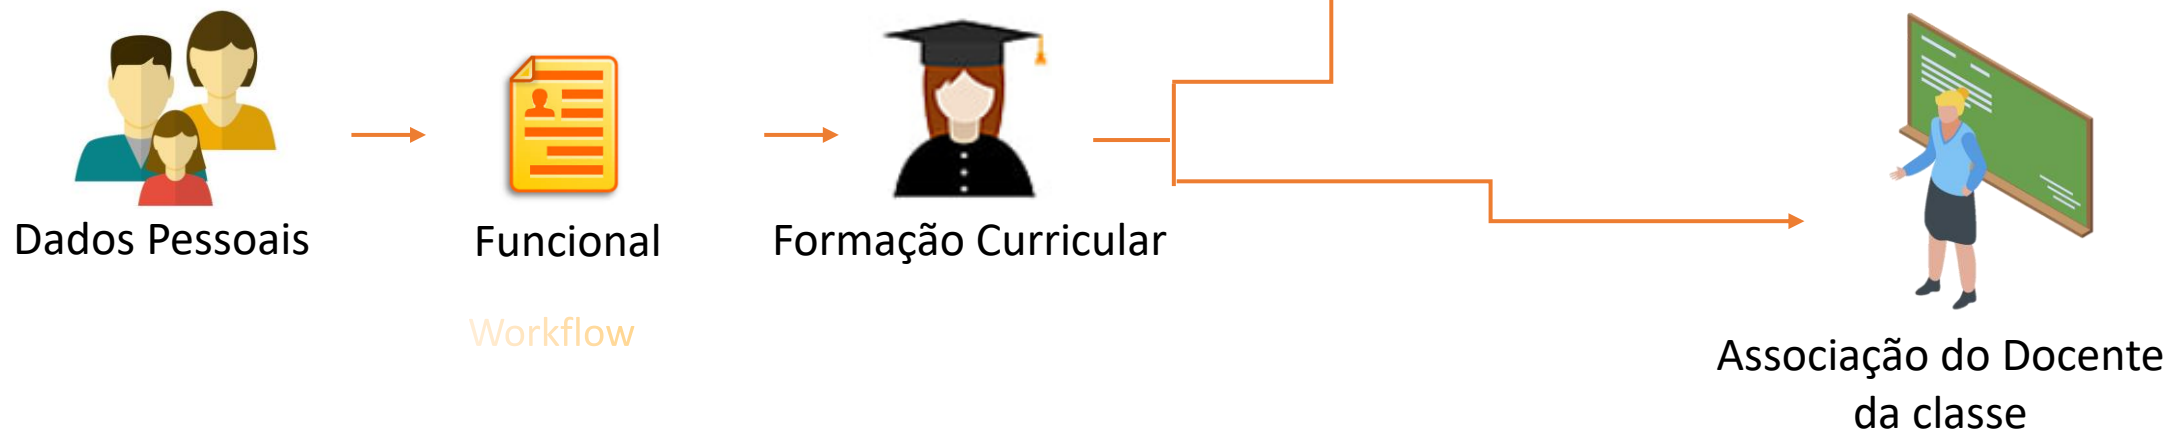 Dados Pessoais
Funcional
Formação Curricular
Workflow
Associação do Docente
da classe